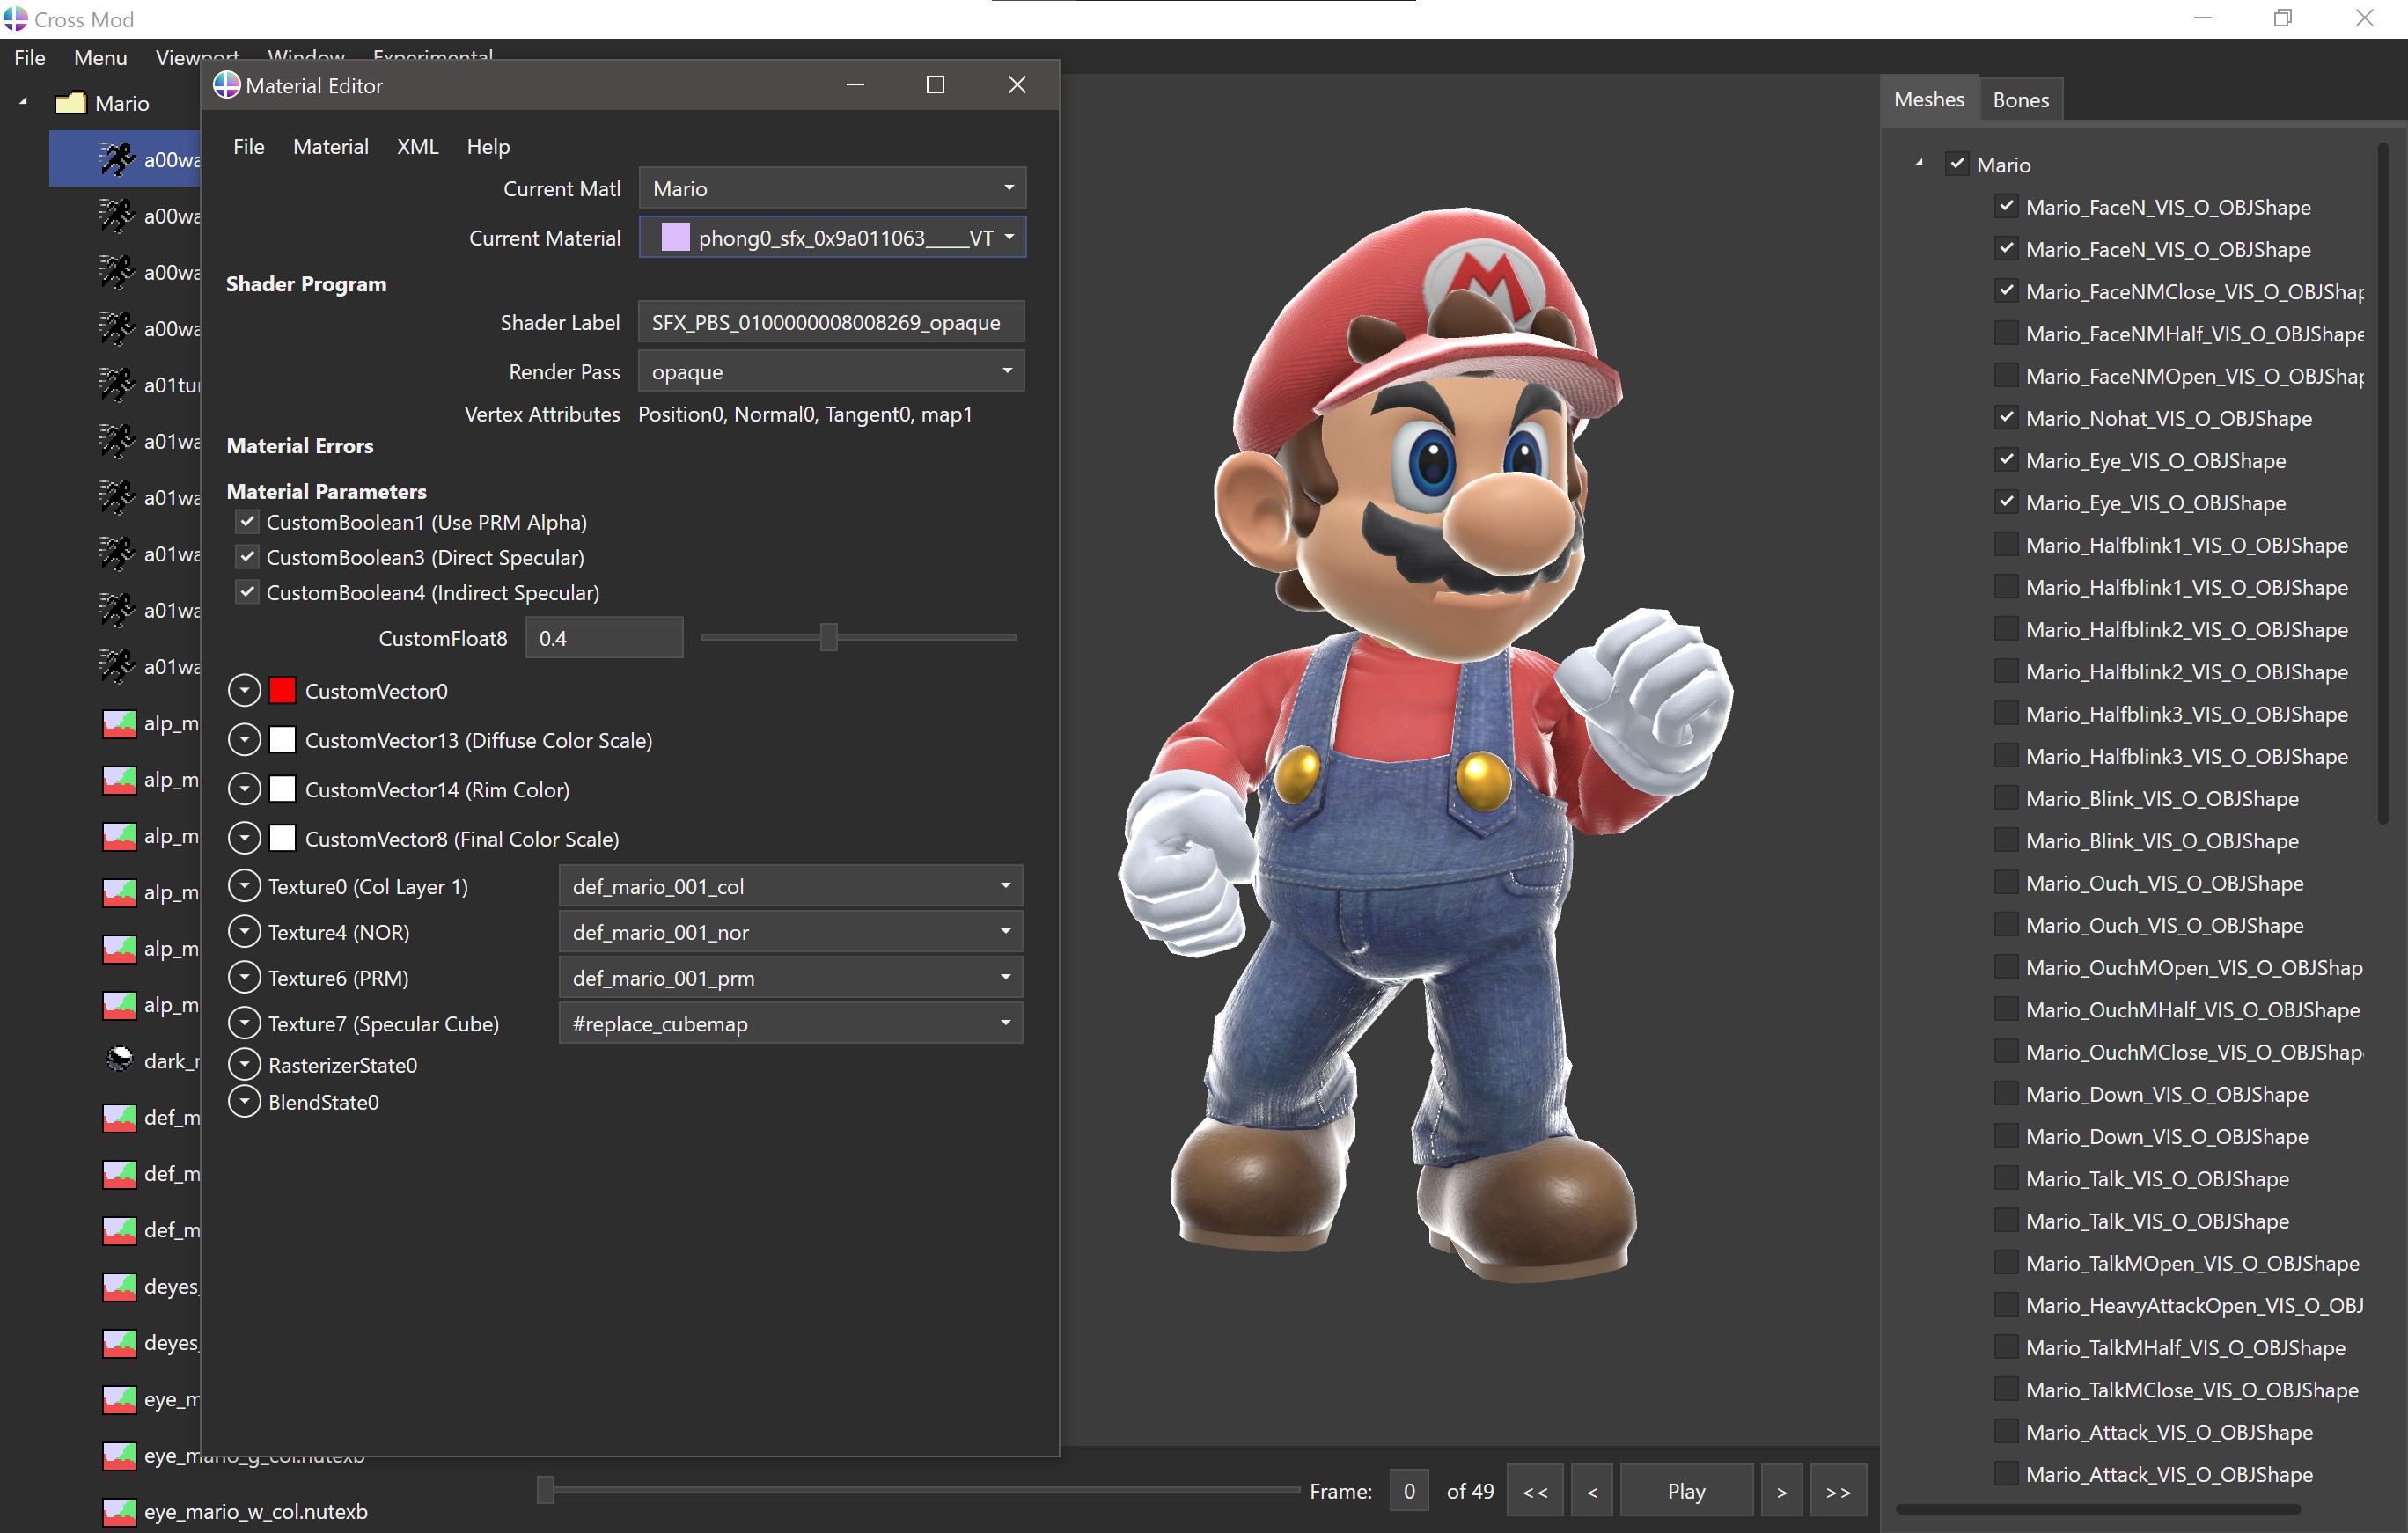 Cross Mod
File Menu Viewport Window Experimental
Mario
a00wa
a00wa
a00wa
a00wa
a01tur
a01wa
a01wa
a01wa
a01wa
a01wa
alp_m
alp_m
alp_m
alp_m
alp_m
alp_m
dark_r
def_m
def_m
def_m
deyes_
deyes_
eye_m
eye_mario_g_col.nutexb
eye_mario_w_col.nutexb
Material Editor
File Material XML Help
Current Matl Mario
Current Material phong0_sfx_0x9a011063____VT
Shader Program
Shader Label SFX_PBS_0100000008008269_opaque
Render Pass opaque
Vertex Attributes Position0, Normal0, Tangent0, map1
Material Errors
Material Parameters
CustomBoolean1 (Use PRM Alpha)
CustomBoolean3 (Direct Specular)
CustomBoolean4 (Indirect Specular)
CustomFloat8 0.4
CustomVector0
CustomVector13 (Diffuse Color Scale)
CustomVector14 (Rim Color)
CustomVector8 (Final Color Scale)
Texture0 (Col Layer 1) def_mario_001_col
Texture4 (NOR) def_mario_001_nor
Texture6 (PRM) def_mario_001_prm
Texture7 (Specular Cube) #replace_cubemap
RasterizerState0
BlendState0
M
Frame: 0 of 49 << < Play > >>
Meshes Bones
Mario
Mario_FaceN_VIS_O_OBJShape
Mario_FaceN_VIS_O_OBJShape
Mario_FaceNMClose_VIS_O_OBJShap
Mario_FaceNMHalf_VIS_O_OBJShape
Mario_FaceNMOpen_VIS_O_OBJShap
Mario_Nohat_VIS_O_OBJShape
Mario_Eye_VIS_O_OBJShape
Mario_Eye_VIS_O_OBJShape
Mario_Halfblink1_VIS_O_OBJShape
Mario_Halfblink1_VIS_O_OBJShape
Mario_Halfblink2_VIS_O_OBJShape
Mario_Halfblink2_VIS_O_OBJShape
Mario_Halfblink3_VIS_O_OBJShape
Mario_Halfblink3_VIS_O_OBJShape
Mario_Blink_VIS_O_OBJShape
Mario_Blink_VIS_O_OBJShape
Mario_Ouch_VIS_O_OBJShape
Mario_Ouch_VIS_O_OBJShape
Mario_OuchMOpen_VIS_O_OBJShap
Mario_OuchMHalf_VIS_O_OBJShape
Mario_OuchMClose_VIS_O_OBJShap
Mario_Down_VIS_O_OBJShape
Mario_Down_VIS_O_OBJShape
Mario_Talk_VIS_O_OBJShape
Mario_Talk_VIS_O_OBJShape
Mario_TalkMOpen_VIS_O_OBJShape
Mario_HeavyAttackOpen_VIS_O_OBJ
Mario_TalkMHalf_VIS_O_OBJShape
Mario_TalkMClose_VIS_O_OBJShape
Mario_Attack_VIS_O_OBJShape
Mario_Attack_VIS_O_OBJShape